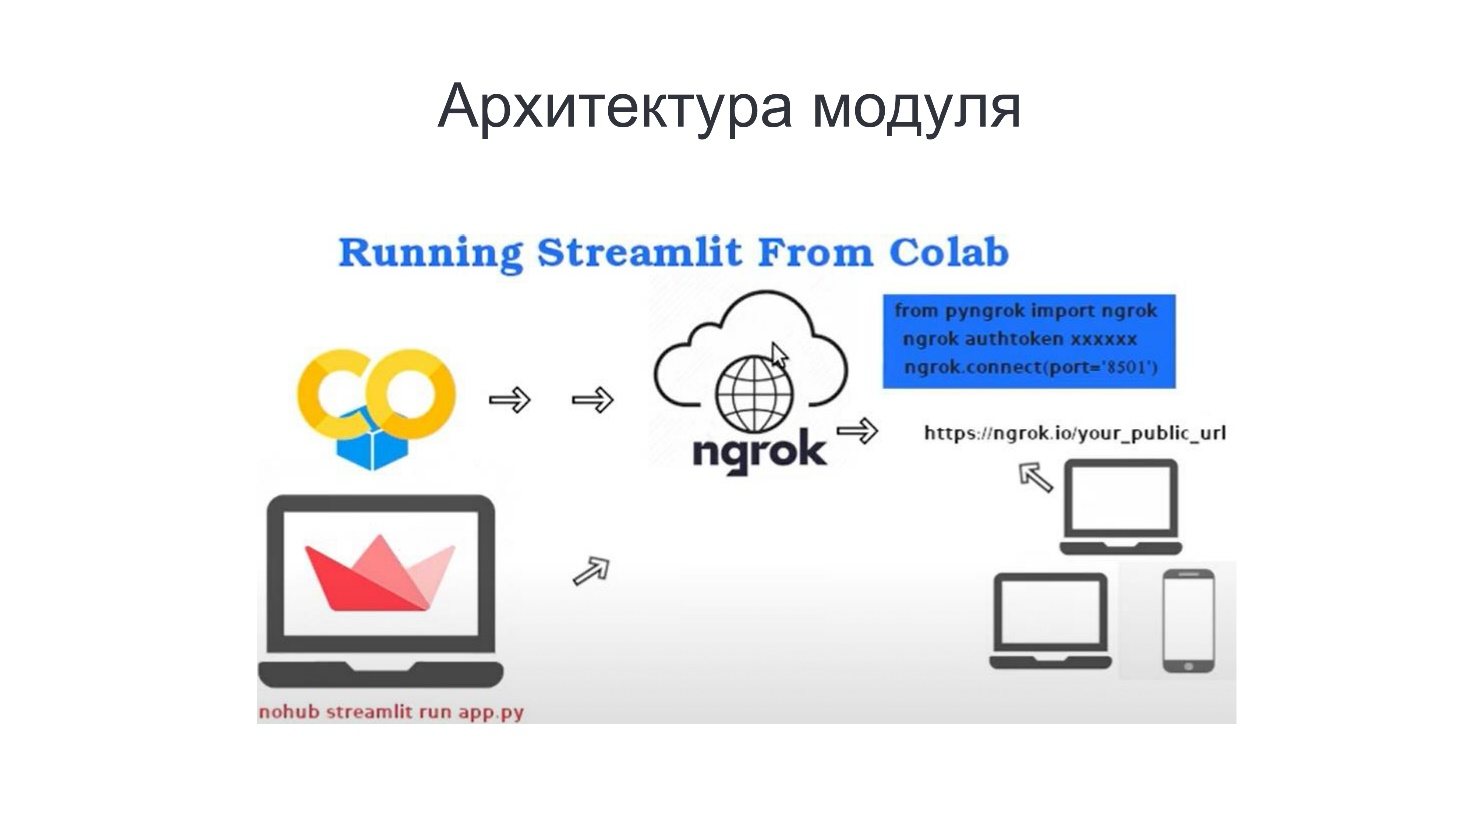 Архитектура модуля
Running Streamlit From Colab
from pyngrok import ngrok
ngrok authtoken xxxxxx
ngrok.connect(port='8501')
ngrok
https://ngrok.io/your_public_url
nohub streamlit run app.py